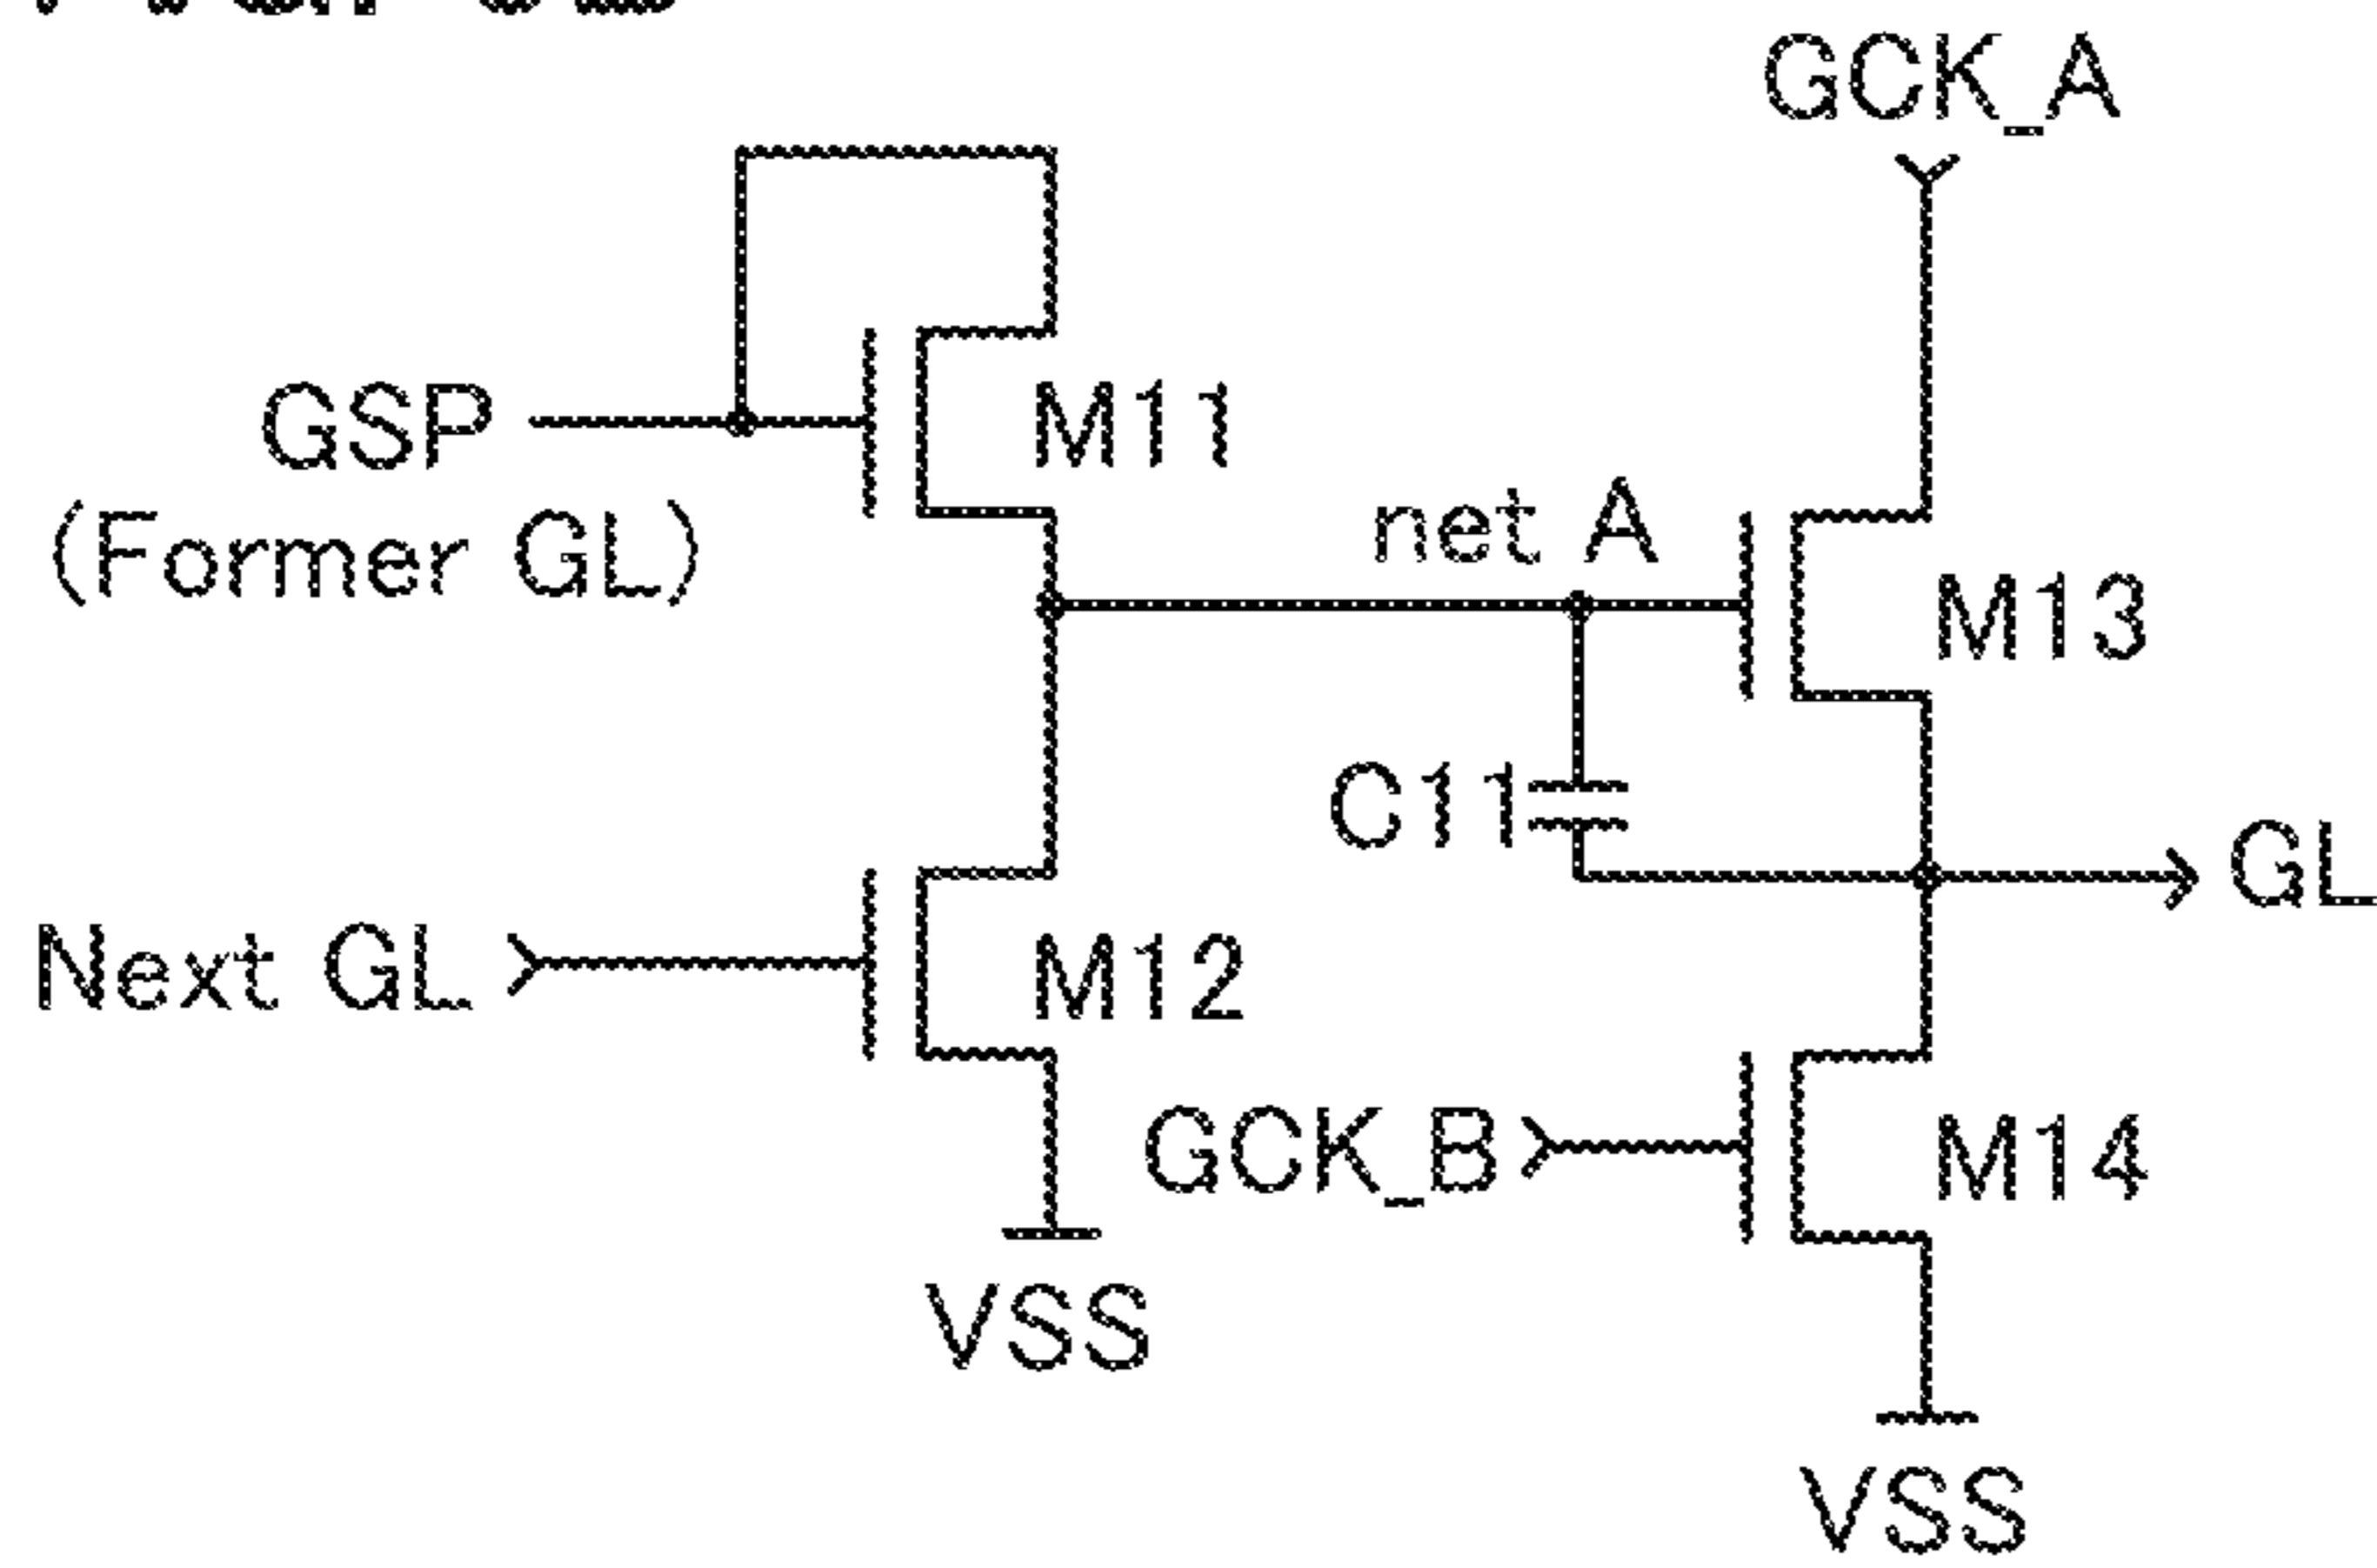 GCK_A
GSP
M11
(Former GL)
net A
M13
C11
GL
Next GL
M12
GCK_B
M14
VSS
VSS